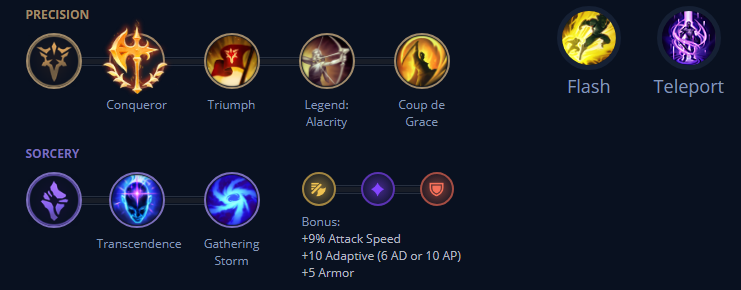 PRECISION
Conqueror
Triumph
Legend:
Alacrity
Coup de
Grace
Flash
Teleport
SORCERY
Transcendence
Gathering
Storm
Bonus:
+9% Attack Speed
+10 Adaptive (6 AD or 10 AP)
+5 Armor